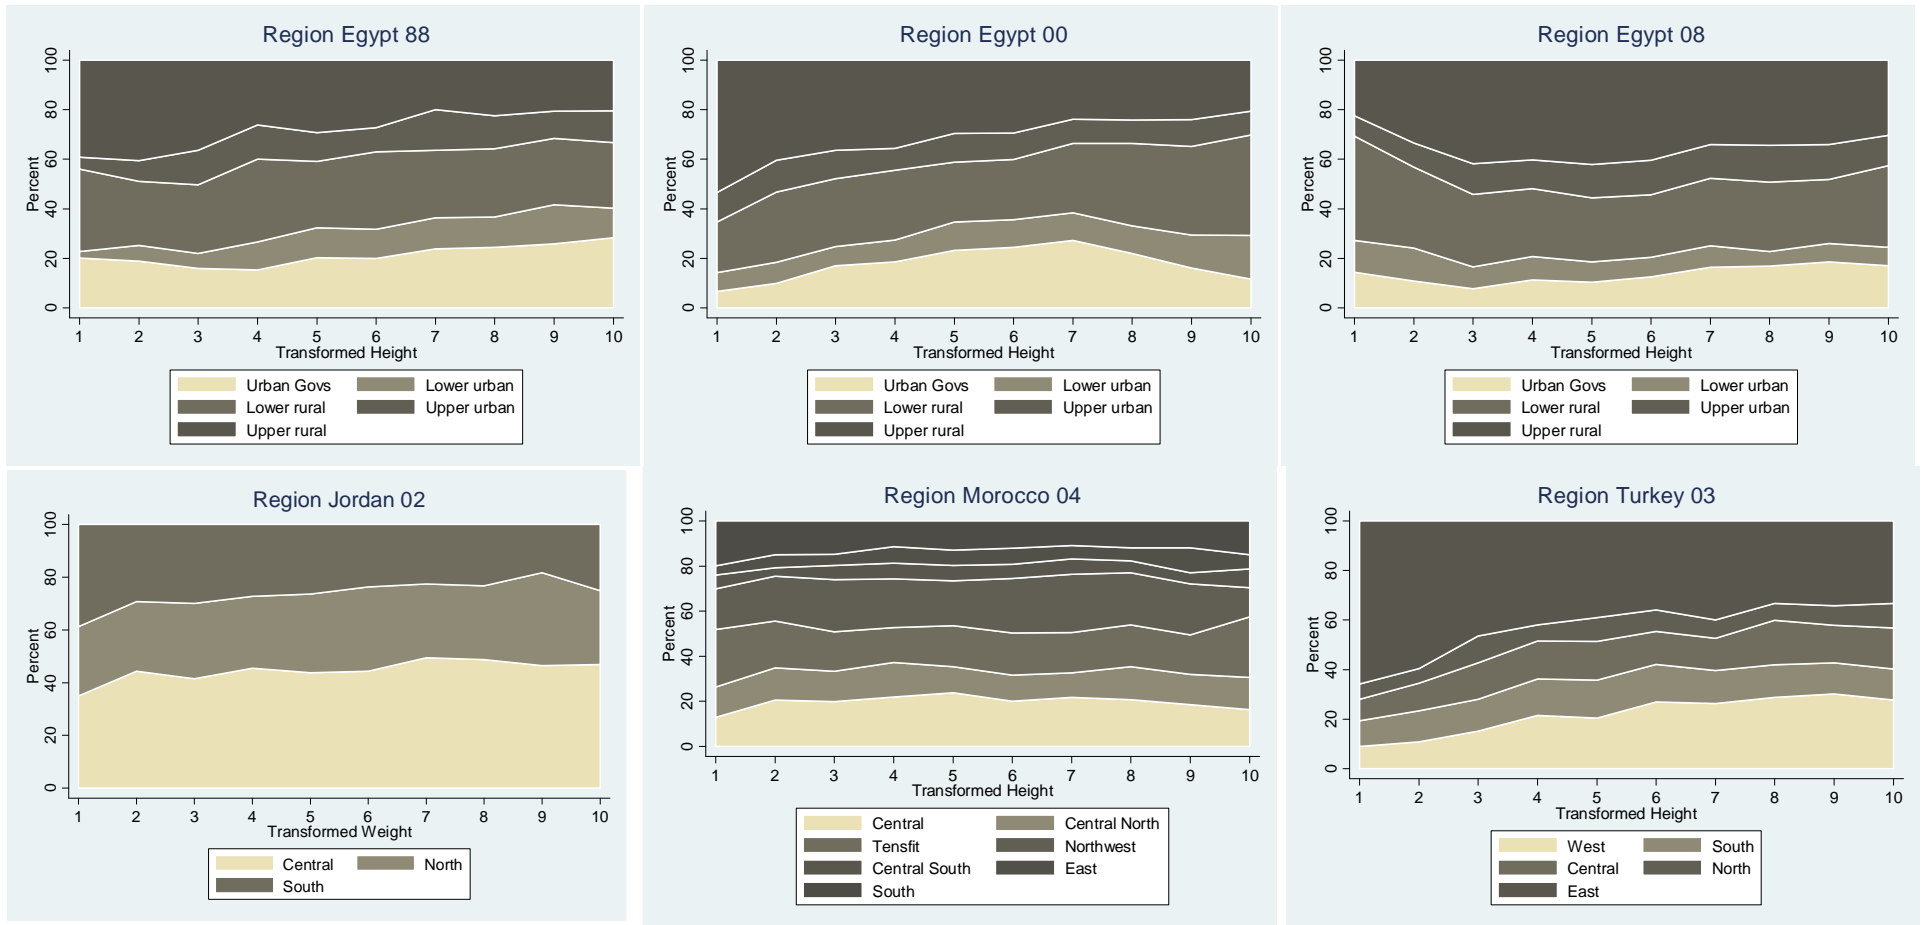 Region Egypt 88
Percent
0 20 40 60 80 100
1 2 3 4 5 6 7 8 9 10
Transformed Height
Urban Govs Lower urban
Lower rural Upper urban
Upper rural
Region Egypt 00
Percent
0 20 40 60 80 100
1 2 3 4 5 6 7 8 9 10
Transformed Height
Urban Govs Lower urban
Lower rural Upper urban
Upper rural
Region Egypt 08
Percent
0 20 40 60 80 100
1 2 3 4 5 6 7 8 9 10
Transformed Height
Urban Govs Lower urban
Lower rural Upper urban
Upper rural
Region Jordan 02
Percent
0 20 40 60 80 100
1 2 3 4 5 6 7 8 9 10
Transformed Weight
Central North
South
Region Morocco 04
Percent
0 20 40 60 80 100
1 2 3 4 5 6 7 8 9 10
Transformed Height
Central Central North
Tensfit Northwest
Central South East
South
Region Turkey 03
Percent
0 20 40 60 80 100
1 2 3 4 5 6 7 8 9 10
Transformed Height
West South
Central North
East